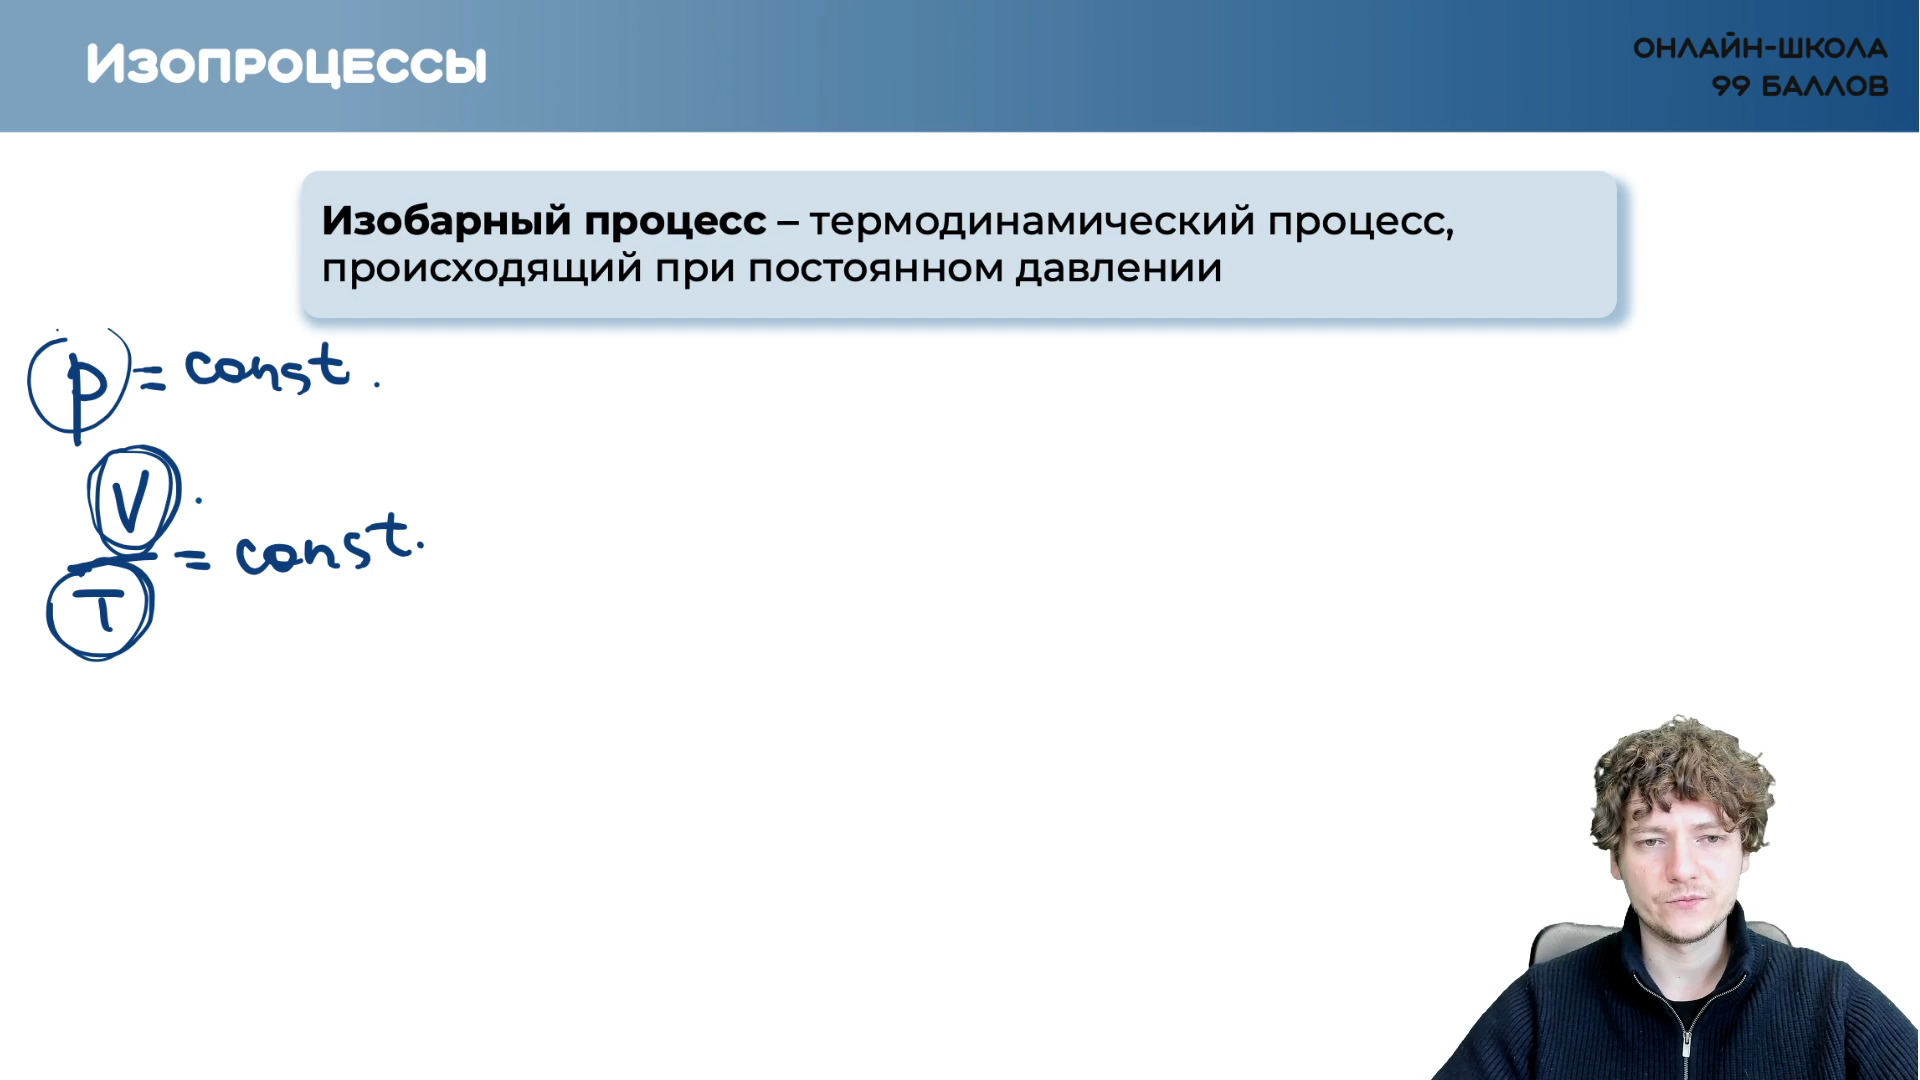 Изопроцессы
ОНЛАЙН-ШКОЛА
99 БАЛЛОВ
Изобарный процесс – термодинамический процесс,
происходящий при постоянном давлении
p = const.
V
T
= const.